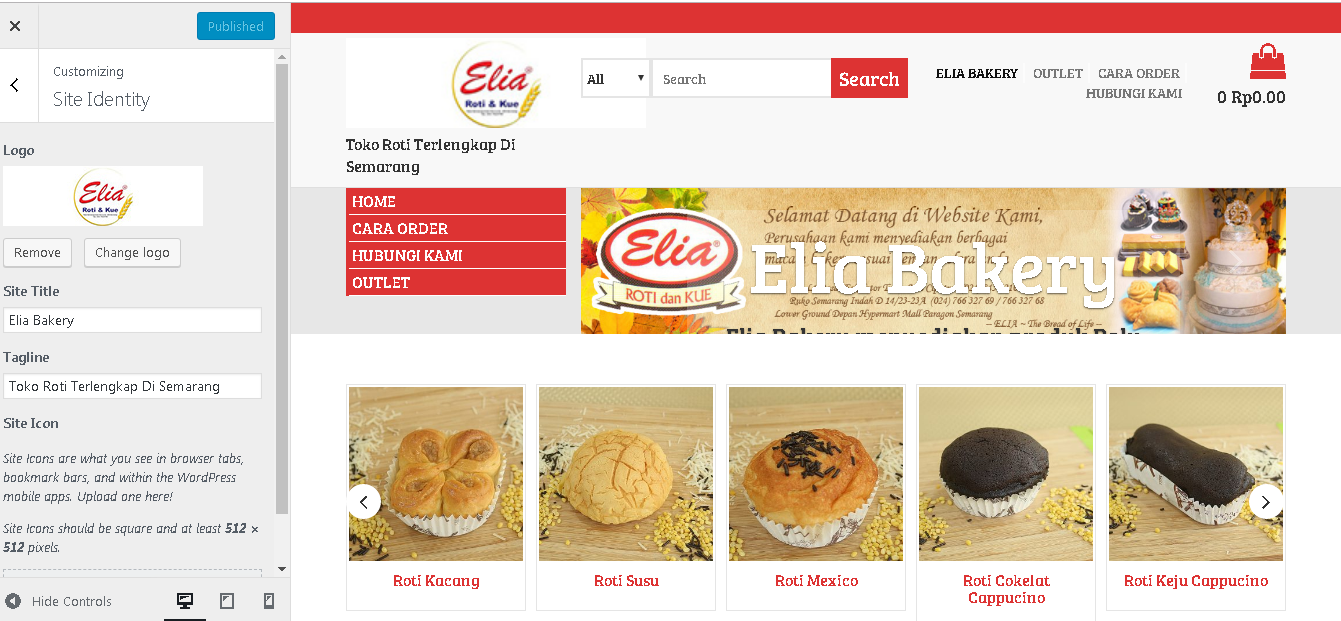 Published
Customizing
Site Identity
Logo
Elia®
Roti & Kue
Remove
Change logo
Site Title
Elia Bakery
Tagline
Toko Roti Terlengkap Di Semarang
Site Icon
Site Icons are what you see in browser tabs,
bookmark bars, and within the WordPress
mobile apps. Upload one here!
Site Icons should be square and at least 512 ×
512 pixels.
Hide Controls
Elia®
Roti & Kue
All
Search
Search
ELIA BAKERY
OUTLET
CARA ORDER
HUBUNGI KAMI
0 Rp0.00
Toko Roti Terlengkap Di
Semarang
HOME
CARA ORDER
HUBUNGI KAMI
OUTLET
Elia®
ROTI dan KUE
Selamat Datang di Website Kami,
Perusahaan kami menyediakan berbagai
Elia Bakery
Ruko Semarang Indah D 14/23-23A (024) 766 327 69 / 766 327 68
Lower Ground Depan Hypermart Mall Paragon Semarang
– ELIA ~ The Bread of Life –
Elia Bakery menyediakan produk Roti
25
Roti Kacang
Roti Susu
Roti Mexico
Roti Cokelat
Cappucino
Roti Keju Cappucino